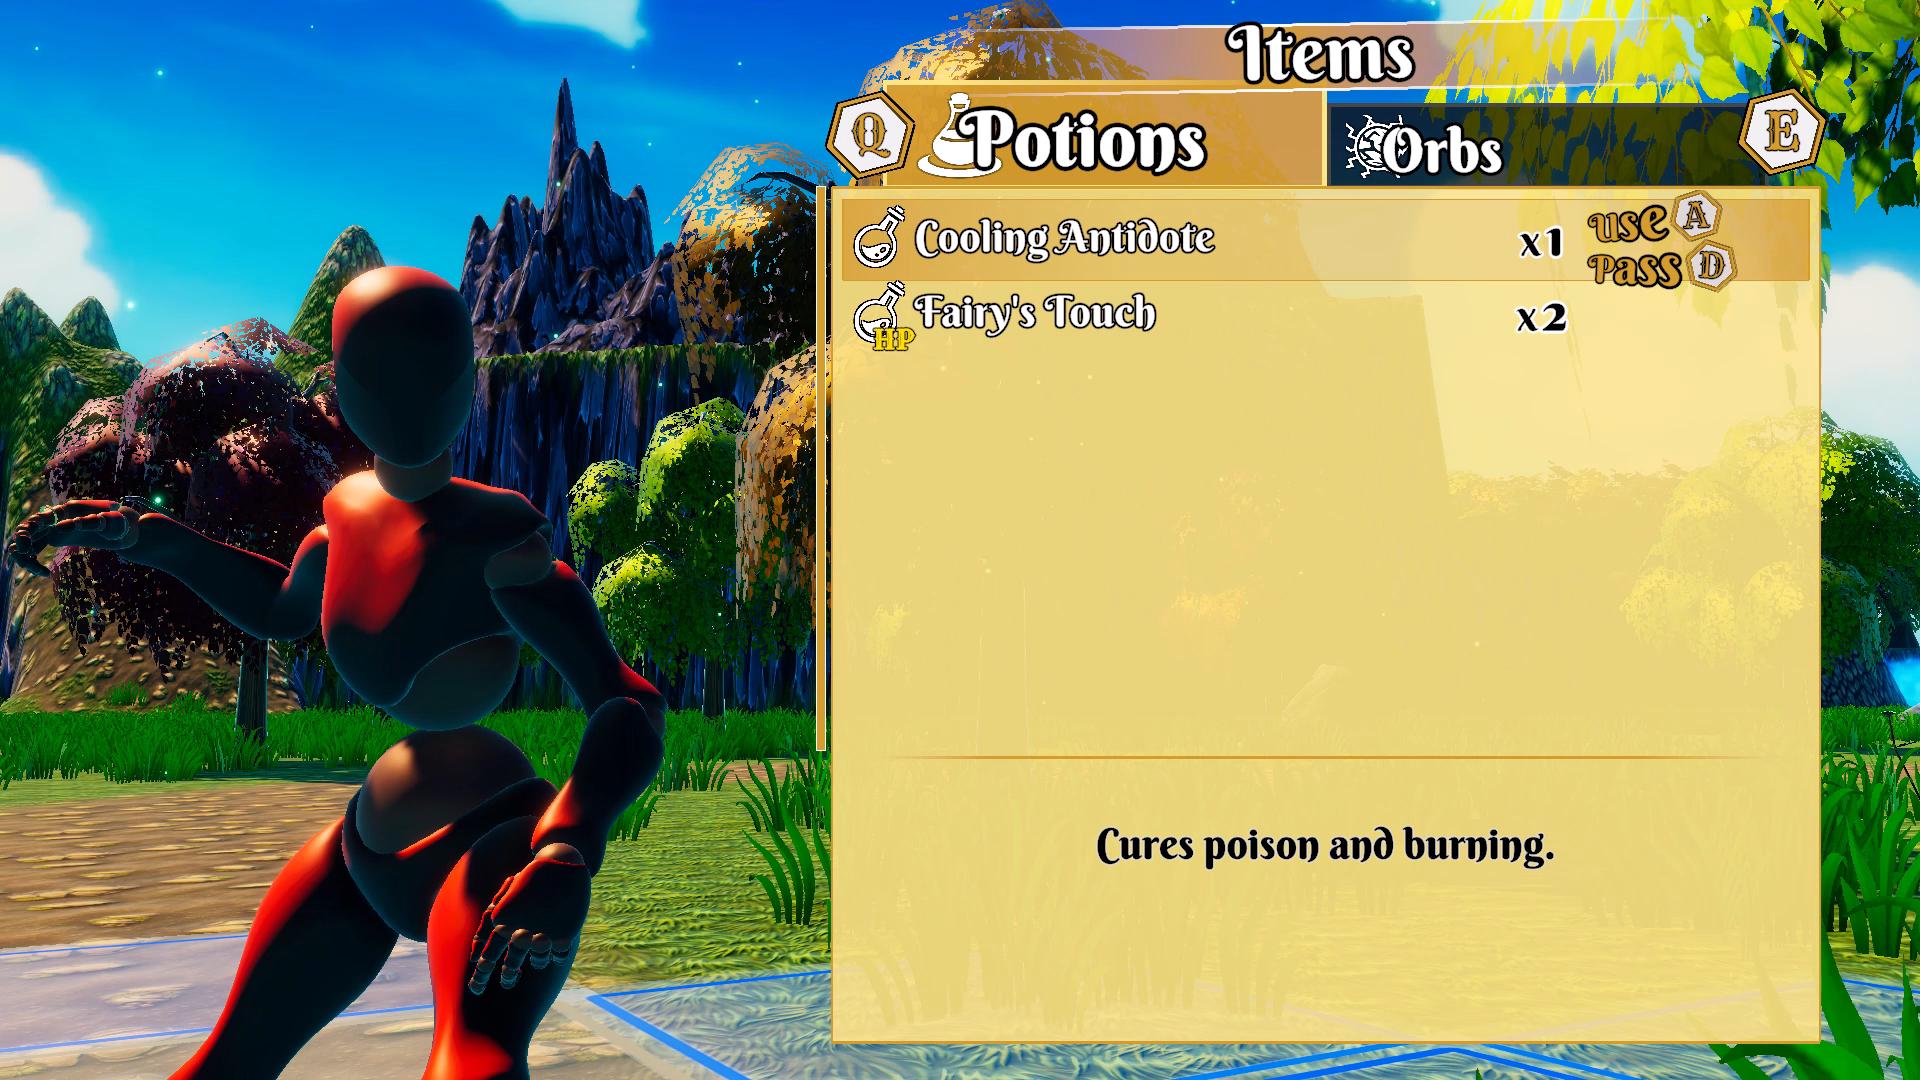 Items
Q Potions Orbs E
Cooling Antidote x1 use A
Pass D
HP Fairy's Touch x2
Cures poison and burning.